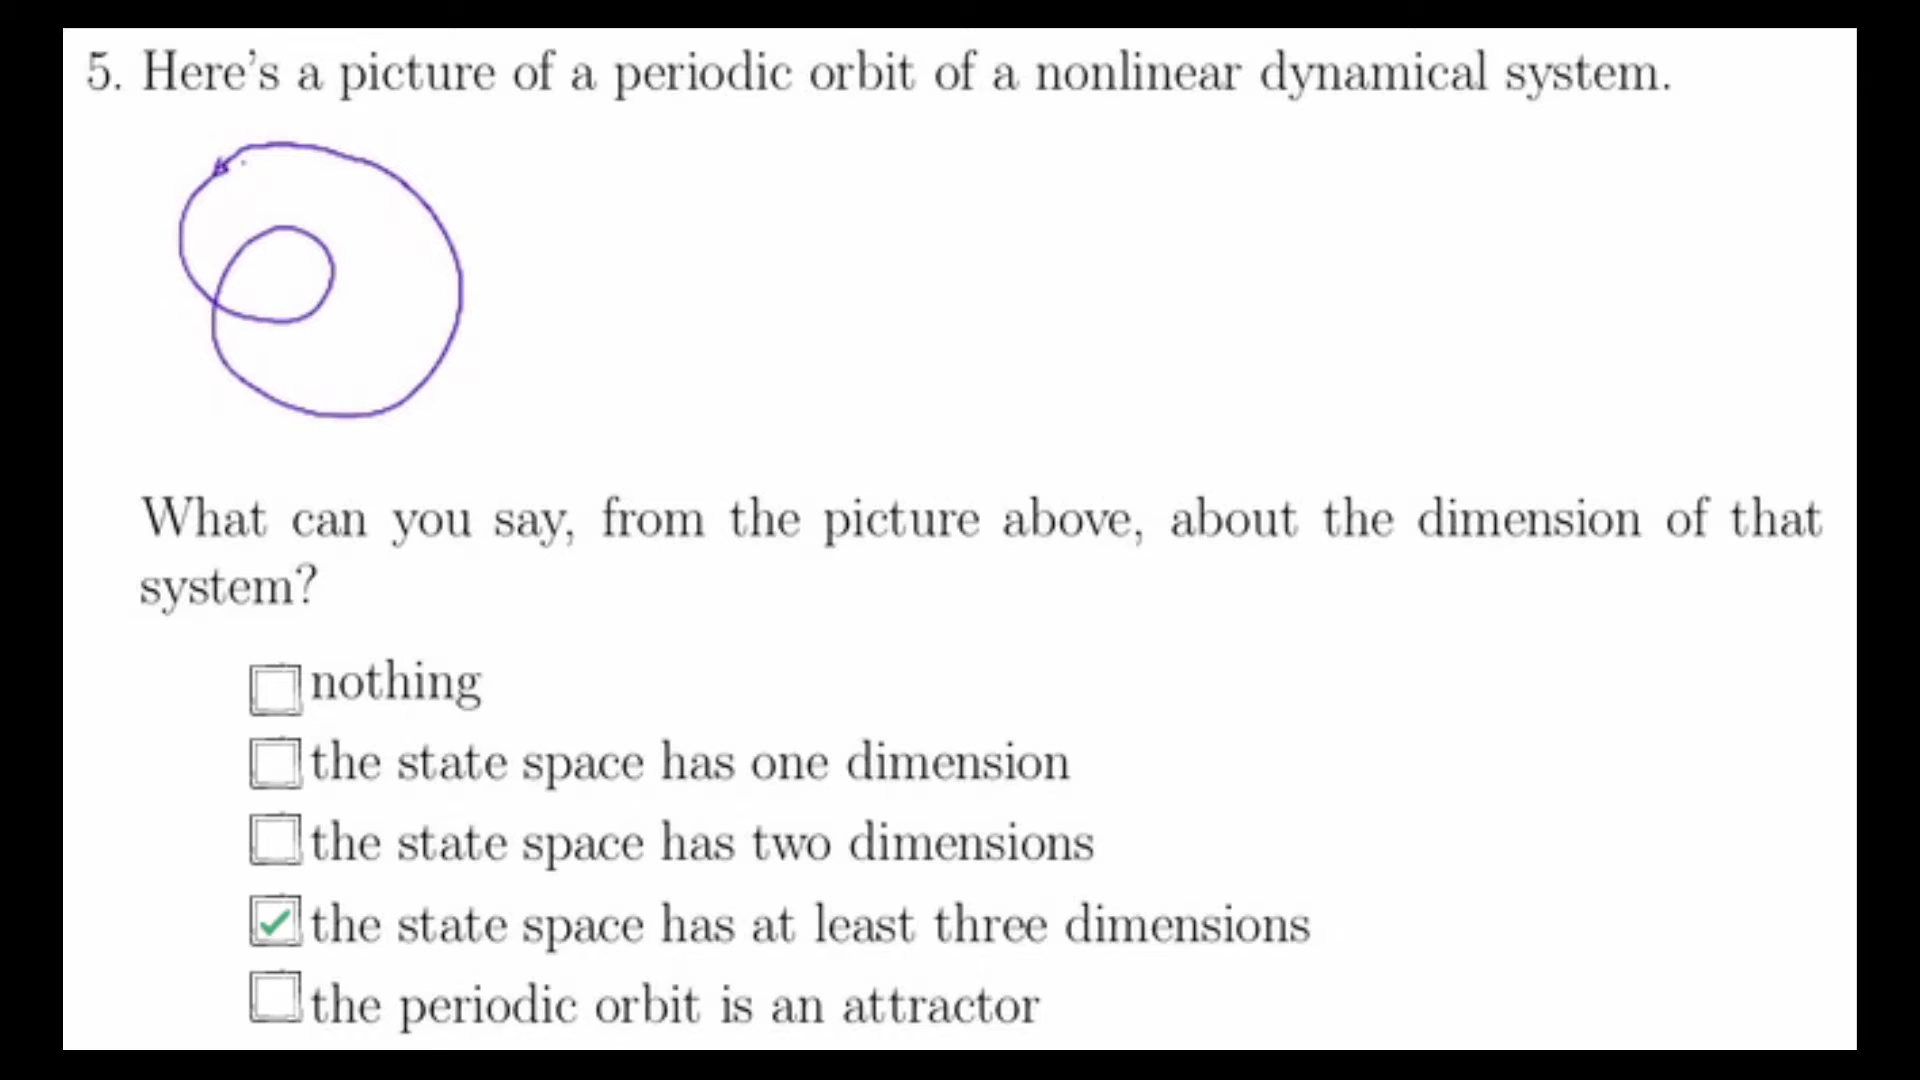 5. Here's a picture of a periodic orbit of a nonlinear dynamical system.
What can you say, from the picture above, about the dimension of that
system?
nothing
the state space has one dimension
the state space has two dimensions
the state space has at least three dimensions
the periodic orbit is an attractor